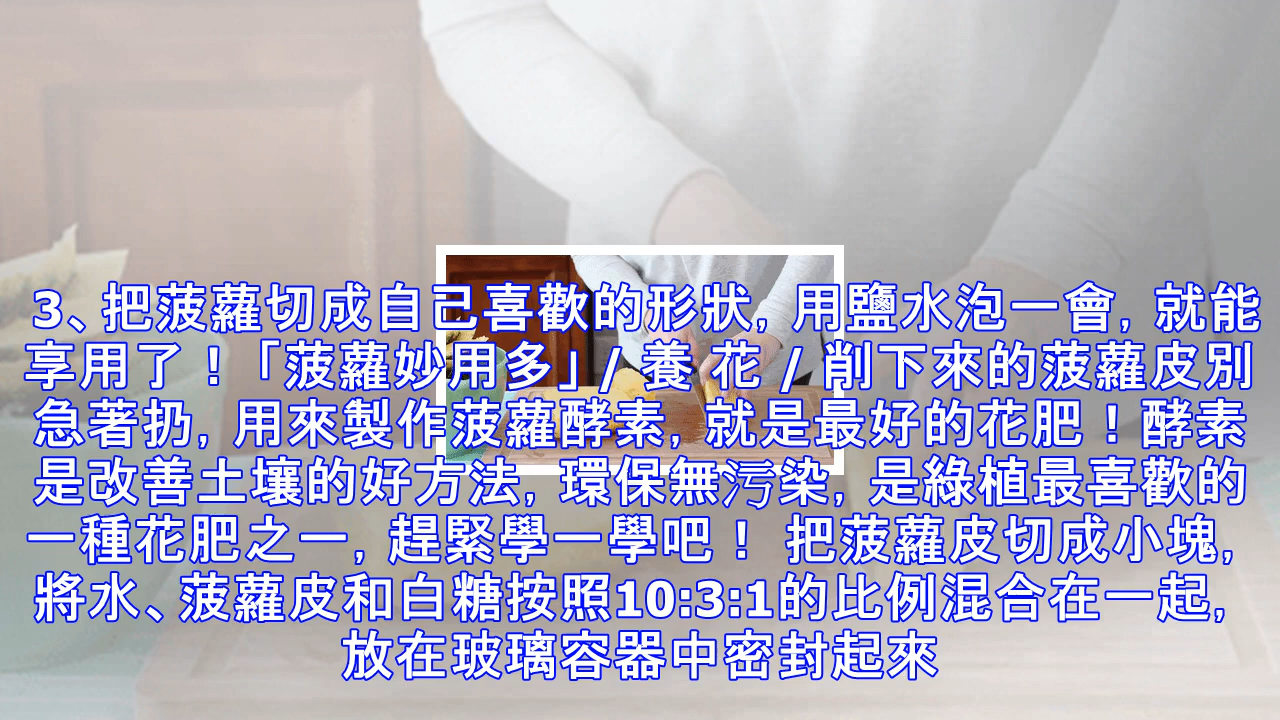 3、把菠蘿切成自己喜歡的形狀, 用鹽水泡一會, 就能
享用了！「菠蘿妙用多」/ 養 花 / 削下來的菠蘿皮別
急著扔, 用來製作菠蘿酵素, 就是最好的花肥！酵素
是改善土壤的好方法, 環保無污染, 是綠植最喜歡的
一種花肥之一, 趕緊學一學吧！ 把菠蘿皮切成小塊,
將水、菠蘿皮和白糖按照10:3:1的比例混合在一起,
放在玻璃容器中密封起來